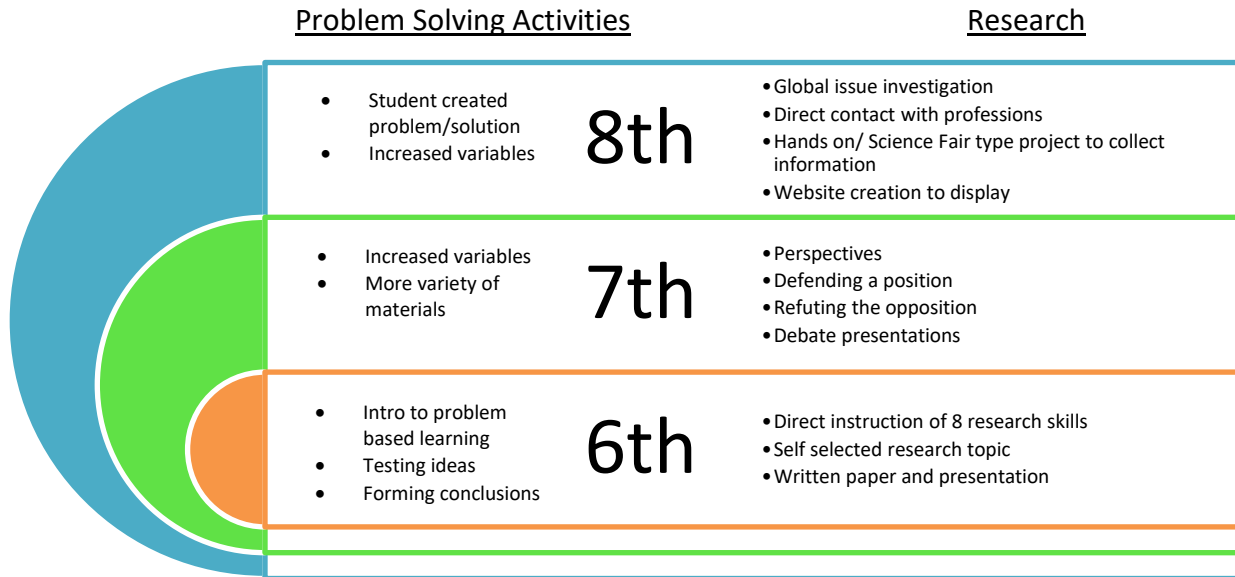 Problem Solving Activities
Research
• Student created
problem/solution
• Increased variables
8th
• Global issue investigation
• Direct contact with professions
• Hands on/ Science Fair type project to collect
information
• Website creation to display
• Increased variables
• More variety of
materials
7th
• Perspectives
• Defending a position
• Refuting the opposition
• Debate presentations
• Intro to problem
based learning
• Testing ideas
• Forming conclusions
6th
• Direct instruction of 8 research skills
• Self selected research topic
• Written paper and presentation